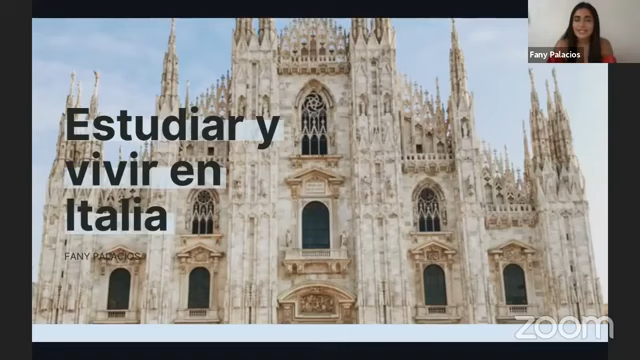 Fany Palacios
Estudiar y
vivir en
Italia
FANY PALACIOS
zoom